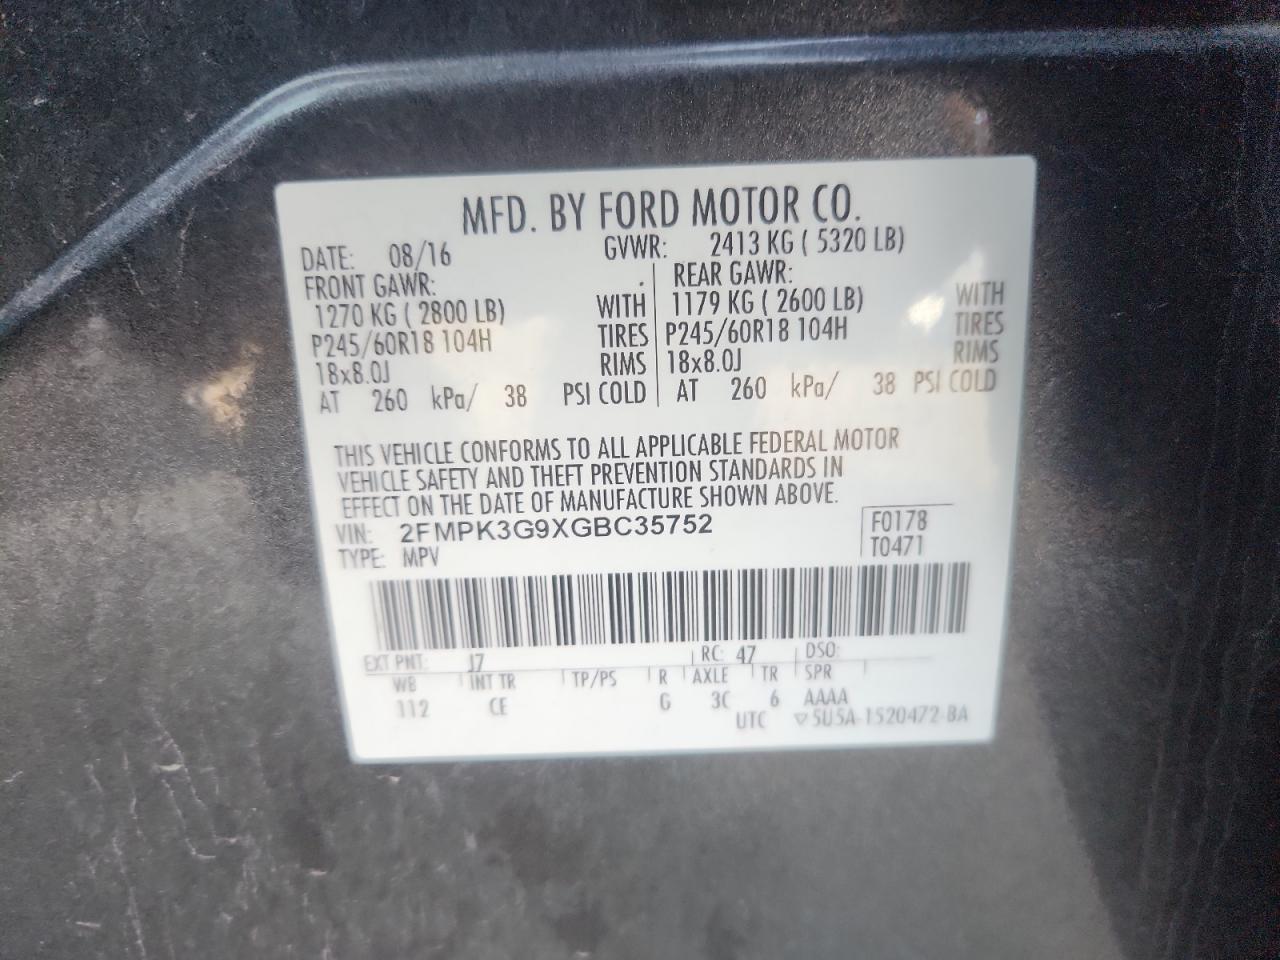 MFD. BY FORD MOTOR CO.
DATE: 08/16 GVWR: 2413 KG ( 5320 LB)
FRONT GAWR: REAR GAWR:
1270 KG ( 2800 LB) WITH 1179 KG ( 2600 LB) WITH
P245/60R18 104H TIRES P245/60R18 104H TIRES
18x8.0J RIMS 18x8.0J RIMS
AT 260 kPa/ 38 PSI COLD AT 260 kPa/ 38 PSI COLD
THIS VEHICLE CONFORMS TO ALL APPLICABLE FEDERAL MOTOR
VEHICLE SAFETY AND THEFT PREVENTION STANDARDS IN
EFFECT ON THE DATE OF MANUFACTURE SHOWN ABOVE.
VIN: 2FMPK3G9XGBC35752 F0178
TYPE: MPV T0471
EXT PNT: J7 RC: 47 DSO:
WB INT TR TP/PS R AXLE TR SPR
112 CE G 3C 6 AAAA
UTC ▽5U5A-1520472-BA